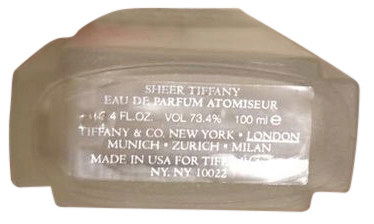 SHEER TIFFANY
EAU DE PARFUM ATOMISEUR
4 FL.OZ. VOL 73.4% 100 ml ℮
TIFFANY & CO. NEW YORK • LONDON
MUNICH • ZURICH • MILAN
MADE IN USA FOR
NY. NY 10022